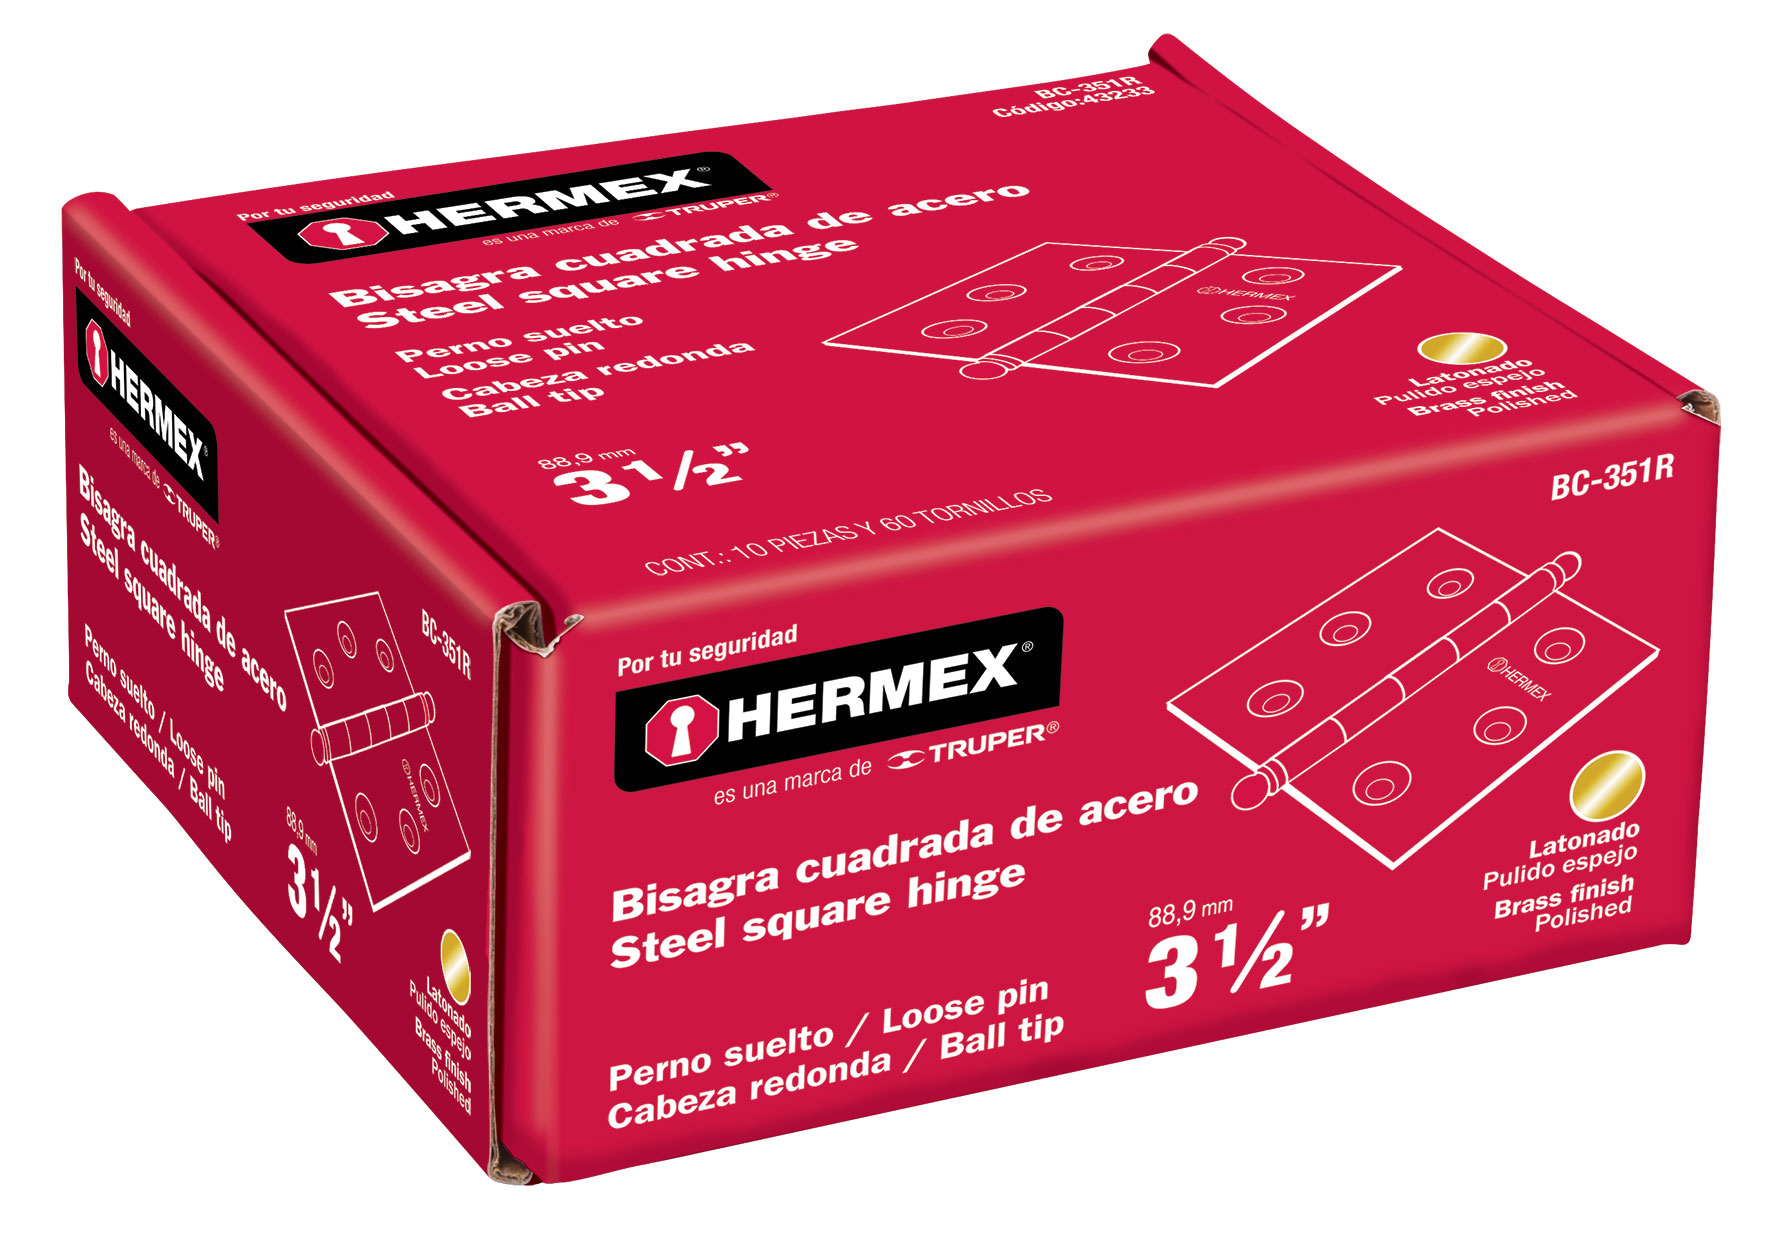 BC-351R
Código:43233
Por tu seguridad
HERMEX®
es una marca de TRUPER®
Bisagra cuadrada de acero
Steel square hinge
Perno suelto
Loose pin
Cabeza redonda
Ball tip
88,9 mm
3 1/2”
CONT.: 10 PIEZAS Y 60 TORNILLOS
HERMEX
Latonado
Pulido espejo
Brass finish
Polished
Por tu seguridad
HERMEX®
es una marca de TRUPER®
Bisagra cuadrada de acero
Steel square hinge
BC-351R
Perno suelto / Loose pin
Cabeza redonda / Ball tip
HERMEX
88,9 mm
3 1/2”
Latonado
Pulido espejo
Brass finish
Polished
BC-351R
Por tu seguridad
HERMEX®
es una marca de TRUPER®
HERMEX
Bisagra cuadrada de acero
Steel square hinge
Perno suelto / Loose pin
Cabeza redonda / Ball tip
88,9 mm
3 1/2”
Latonado
Pulido espejo
Brass finish
Polished